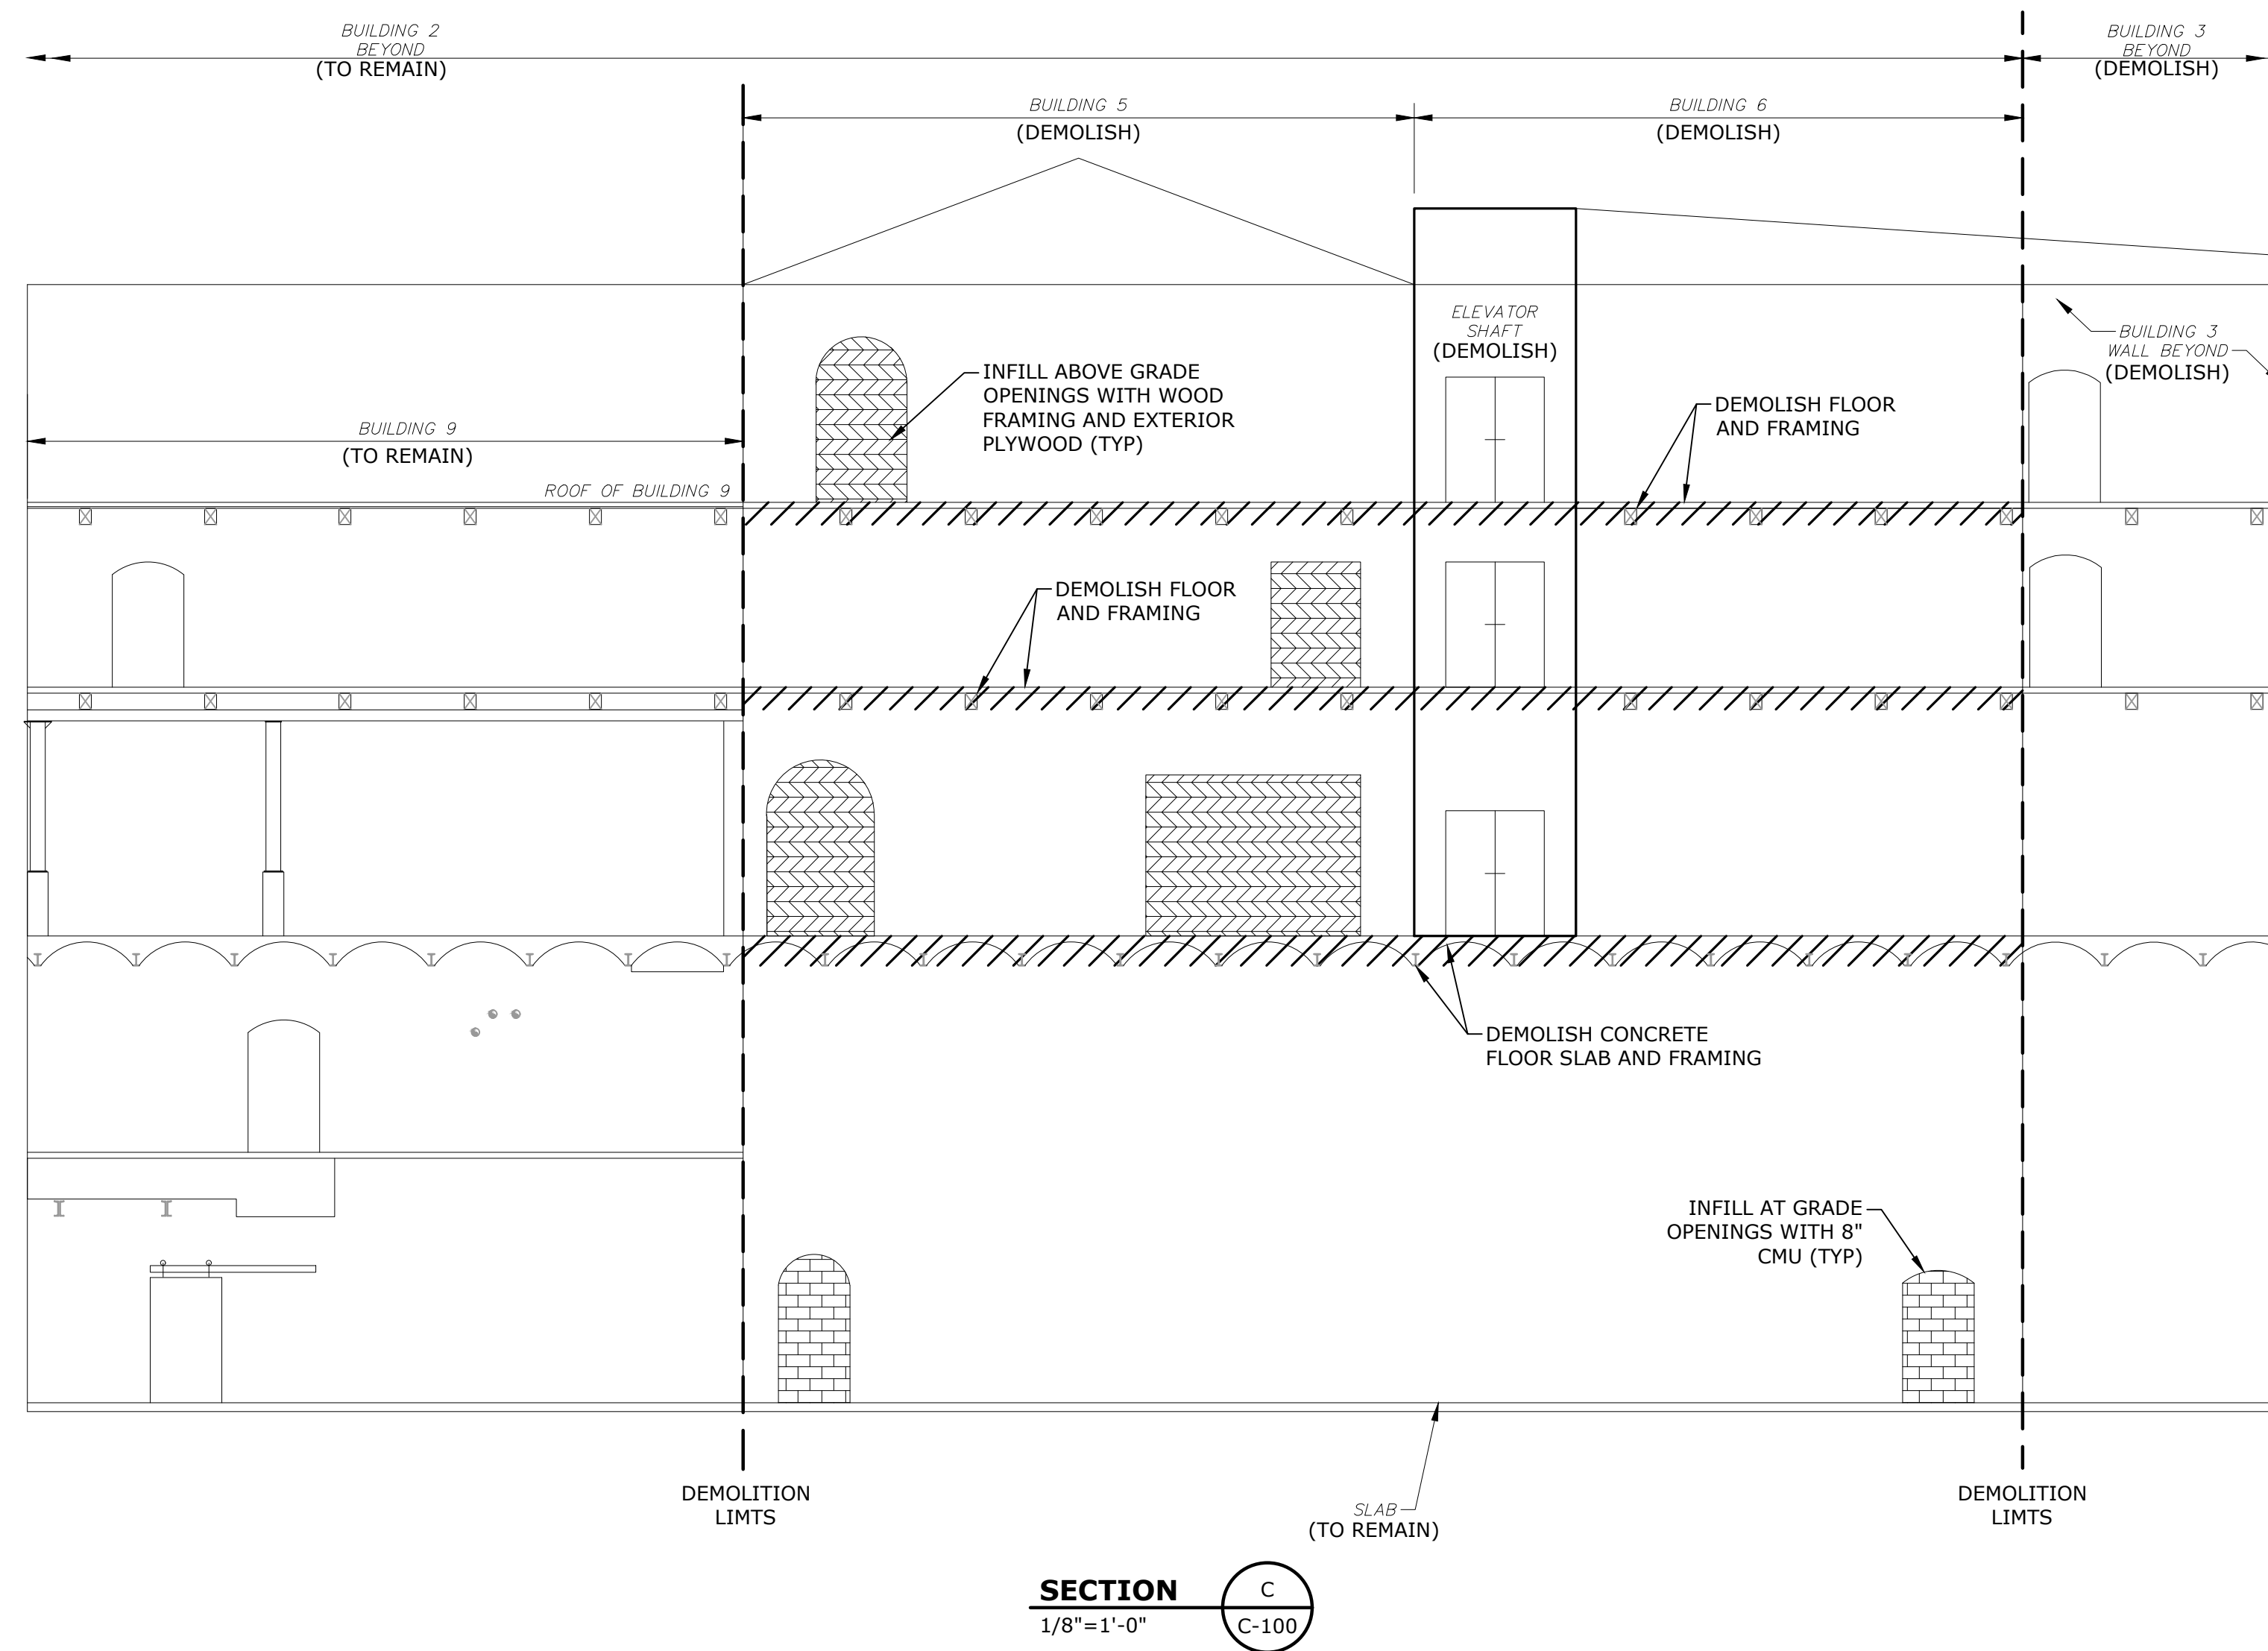 BUILDING 2
BEYOND
(TO REMAIN)
BUILDING 3
BEYOND
(DEMOLISH)
BUILDING 5
(DEMOLISH)
BUILDING 6
(DEMOLISH)
ELEVATOR
SHAFT
(DEMOLISH)
BUILDING 3
WALL BEYOND
(DEMOLISH)
INFILL ABOVE GRADE
OPENINGS WITH WOOD
FRAMING AND EXTERIOR
PLYWOOD (TYP)
DEMOLISH FLOOR
AND FRAMING
BUILDING 9
(TO REMAIN)
ROOF OF BUILDING 9
DEMOLISH FLOOR
AND FRAMING
DEMOLISH CONCRETE
FLOOR SLAB AND FRAMING
INFILL AT GRADE
OPENINGS WITH 8"
CMU (TYP)
DEMOLITION
LIMTS
SLAB
(TO REMAIN)
DEMOLITION
LIMTS
SECTION
1/8"=1'-0"
C
C-100